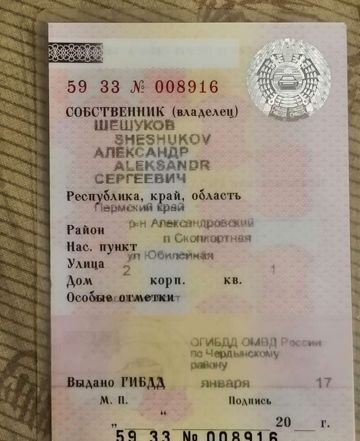 59 33 № 008916
СОБСТВЕННИК (владелец)
ШЕШУКОВ
SHESHUKOV
АЛЕКСАНДР
ALEKSANDR
СЕРГЕЕВИЧ
Республика, край, область
Пермский край
Район р-н Александровский
Нас. пункт п Скопкортная
Улица ул Юбилейная
Дом 2 корп. кв. 1
Особые отметки
ОГИБДД ОМВД России
по Чердынскому
району
Выдано ГИБДД января 17
М. П. Подпись
" " 20 г.
59 33 № 008916